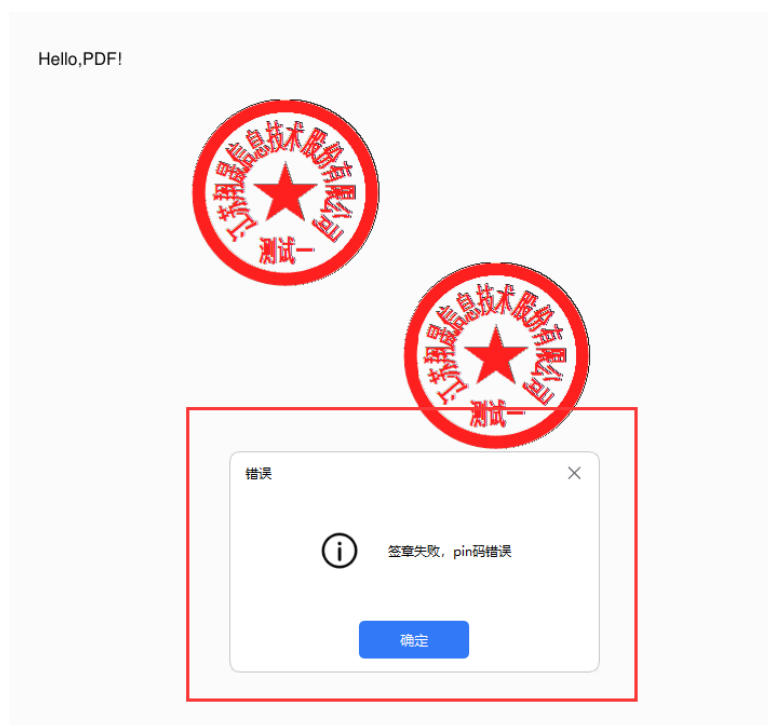 Hello,PDF!
江苏翔晟信息技术股份有限公司
测试一
江苏翔晟信息技术股份有限公司
测试一
错误
签章失败，pin码错误
确定